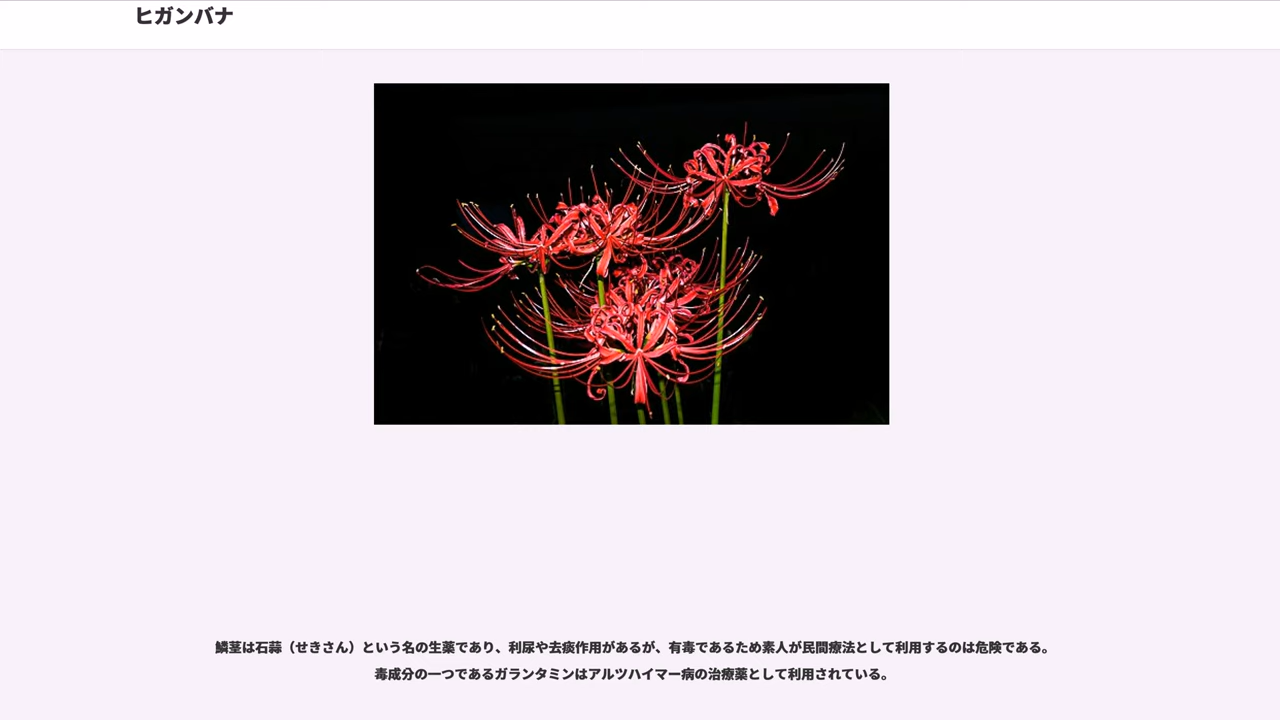 ヒガンバナ
鱗茎は石蒜（せきさん）という名の生薬であり、利尿や去痰作用があるが、有毒であるため素人が民間療法として利用するのは危険である。
毒成分の一つであるガランタミンはアルツハイマー病の治療薬として利用されている。